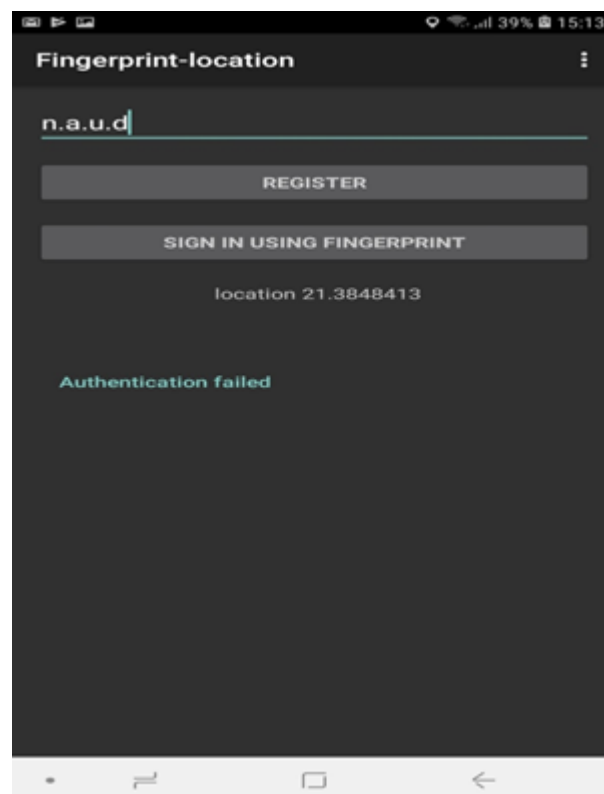 39% 15:13
Fingerprint-location
n.a.u.d
REGISTER
SIGN IN USING FINGERPRINT
location 21.3848413
Authentication failed